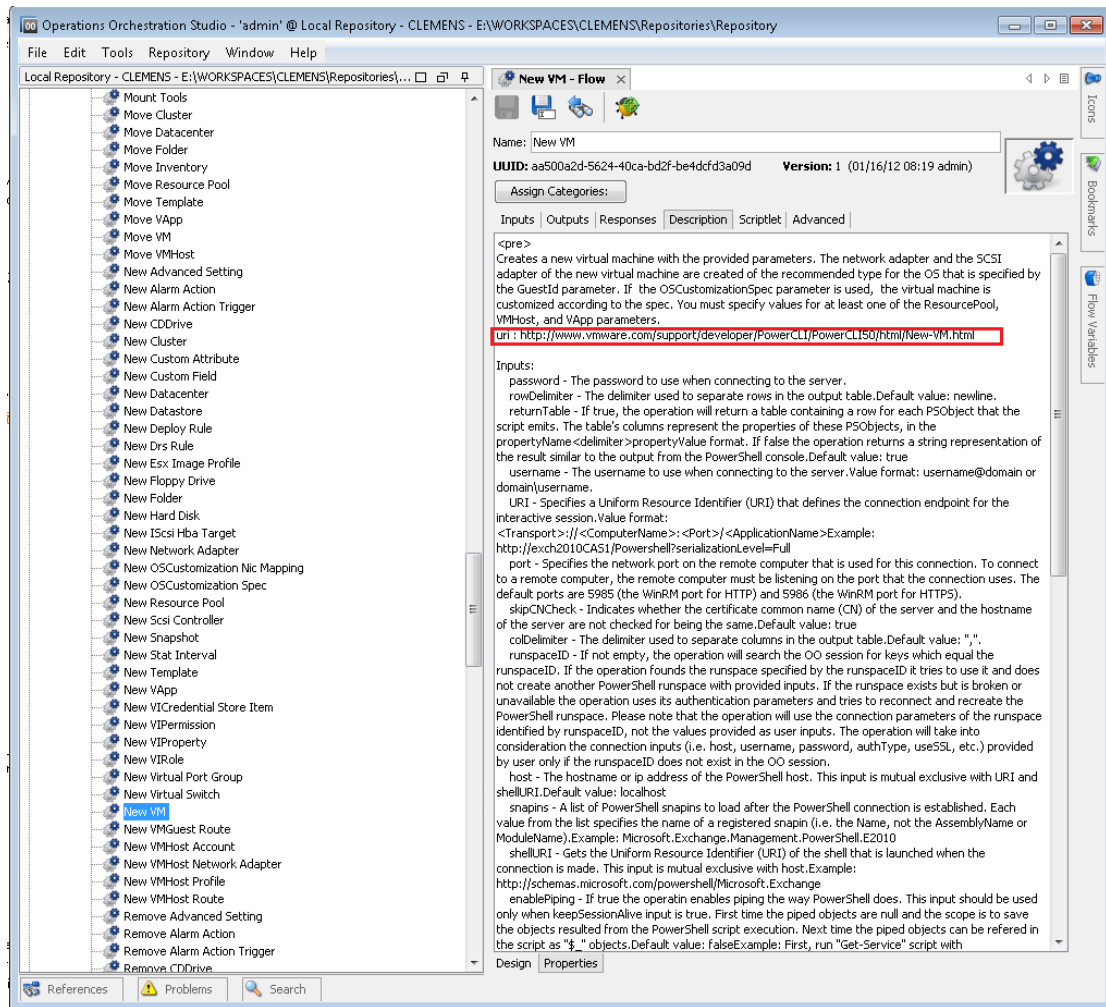 Operations Orchestration Studio - 'admin' @ Local Repository - CLEMENS - E:\WORKSPACES\CLEMENS\Repositories\Repository
File Edit Tools Repository Window Help
Local Repository - CLEMENS - E:\WORKSPACES\CLEMENS\Repositories\...
Mount Tools
Move Cluster
Move Datacenter
Move Folder
Move Inventory
Move Resource Pool
Move Template
Move VApp
Move VM
Move VMHost
New Advanced Setting
New Alarm Action
New Alarm Action Trigger
New CDDrive
New Cluster
New Custom Attribute
New Custom Field
New Datacenter
New Datastore
New Deploy Rule
New Drs Rule
New Esx Image Profile
New Floppy Drive
New Folder
New Hard Disk
New IScsi Hba Target
New Network Adapter
New OSCustomization Nic Mapping
New OSCustomization Spec
New Resource Pool
New Scsi Controller
New Snapshot
New Stat Interval
New Template
New VApp
New VICredential Store Item
New VIPermission
New VIProperty
New VIRole
New Virtual Port Group
New Virtual Switch
New VM
New VMGuest Route
New VMHost Account
New VMHost Network Adapter
New VMHost Profile
New VMHost Route
Remove Advanced Setting
Remove Alarm Action
Remove Alarm Action Trigger
Remove CDDrive
New VM - Flow
Name: New VM
UUID: aa500a2d-5624-40ca-bd2f-be4dcfd3a09d Version: 1 (01/16/12 08:19 admin)
Assign Categories:
Inputs Outputs Responses Description Scriptlet Advanced
<pre>
Creates a new virtual machine with the provided parameters. The network adapter and the SCSI
adapter of the new virtual machine are created of the recommended type for the OS that is specified by
the GuestId parameter. If the OSCustomizationSpec parameter is used, the virtual machine is
customized according to the spec. You must specify values for at least one of the ResourcePool,
VMHost, and VApp parameters.
uri : http://www.vmware.com/support/developer/PowerCLI/PowerCLI50/html/New-VM.html
Inputs:
password - The password to use when connecting to the server.
rowDelimiter - The delimiter used to separate rows in the output table.Default value: newline.
returnTable - If true, the operation will return a table containing a row for each PSObject that the
script emits. The table's columns represent the properties of these PSObjects, in the
propertyName<delimiter>propertyValue format. If false the operation returns a string representation of
the result similar to the output from the PowerShell console.Default value: true
username - The username to use when connecting to the server.Value format: username@domain or
domain\username.
URI - Specifies a Uniform Resource Identifier (URI) that defines the connection endpoint for the
interactive session.Value format:
<Transport>://<ComputerName>:<Port>/<ApplicationName>Example:
http://exch2010CAS1/Powershell?serializationLevel=Full
port - Specifies the network port on the remote computer that is used for this connection. To connect
to a remote computer, the remote computer must be listening on the port that the connection uses. The
default ports are 5985 (the WinRM port for HTTP) and 5986 (the WinRM port for HTTPS).
skipCNCheck - Indicates whether the certificate common name (CN) of the server and the hostname
of the server are not checked for being the same.Default value: true
colDelimiter - The delimiter used to separate columns in the output table.Default value: ",".
runspaceID - If not empty, the operation will search the OO session for keys which equal the
runspaceID. If the operation founds the runspace specified by the runspaceID it tries to use it and does
not create another PowerShell runspace with provided inputs. If the runspace exists but is broken or
unavailable the operation uses its authentication parameters and tries to reconnect and recreate the
PowerShell runspace. Please note that the operation will use the connection parameters of the runspace
identified by runspaceID, not the values provided as user inputs. The operation will take into
consideration the connection inputs (i.e. host, username, password, authType, useSSL, etc.) provided
by user only if the runspaceID does not exist in the OO session.
host - The hostname or ip address of the PowerShell host. This input is mutual exclusive with URI and
shellURI.Default value: localhost
snapins - A list of PowerShell snapins to load after the PowerShell connection is established. Each
value from the list specifies the name of a registered snapin (i.e. the Name, not the AssemblyName or
ModuleName).Example: Microsoft.Exchange.Management.PowerShell.E2010
shellURI - Gets the Uniform Resource Identifier (URI) of the shell that is launched when the
connection is made. This input is mutual exclusive with host.Example:
http://schemas.microsoft.com/powershell/Microsoft.Exchange
enablePiping - If true the operatin enables piping the way PowerShell does. This input should be used
only when keepSessionAlive input is true. First time the piped objects are null and the scope is to save
the objects resulted from the PowerShell script execution. Next time the piped objects can be refered in
the script as "$_" objects.Default value: falseExample: First, run "Get-Service" script with
Design Properties
Icons
Bookmarks
Flow Variables
References Problems Search